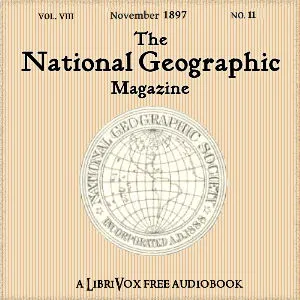 VOL. VIII November 1897 NO. 11
The
National Geographic
Magazine
NATIONAL GEOGRAPHIC SOCIETY
INCORPORATED A.D. 1888
A LIBRIVOX FREE AUDIOBOOK